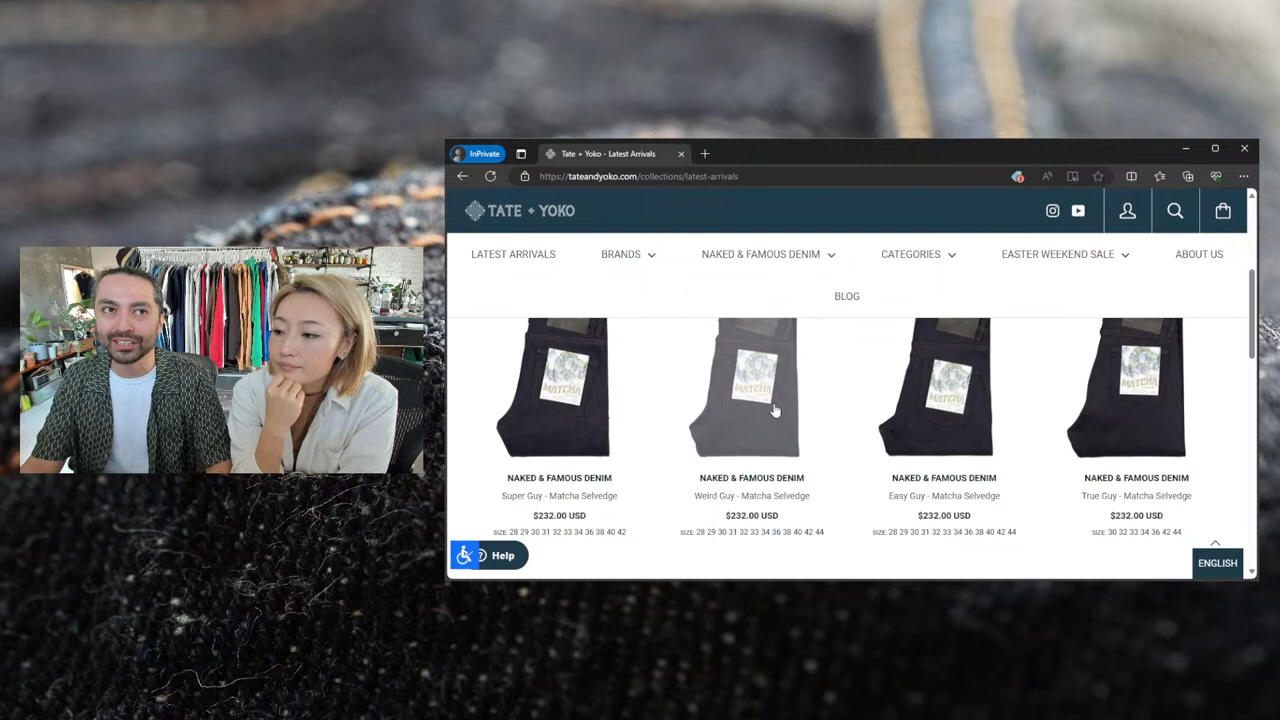 InPrivate
Tate + Yoko - Latest Arrivals
https://tateandyoko.com/collections/latest-arrivals
TATE + YOKO
LATEST ARRIVALS
BRANDS
NAKED & FAMOUS DENIM
CATEGORIES
EASTER WEEKEND SALE
ABOUT US
BLOG
MATCHA
MATCHA
MATCHA
MATCHA
NAKED & FAMOUS DENIM
Super Guy - Matcha Selvedge
$232.00 USD
SIZE: 28 29 30 31 32 33 34 36 38 40 42
NAKED & FAMOUS DENIM
Weird Guy - Matcha Selvedge
$232.00 USD
SIZE: 28 29 30 31 32 33 34 36 38 40 42 44
NAKED & FAMOUS DENIM
Easy Guy - Matcha Selvedge
$232.00 USD
SIZE: 28 29 30 31 32 33 34 36 38 40 42 44
NAKED & FAMOUS DENIM
True Guy - Matcha Selvedge
$232.00 USD
SIZE: 30 32 33 34 36 42 44
Help
ENGLISH